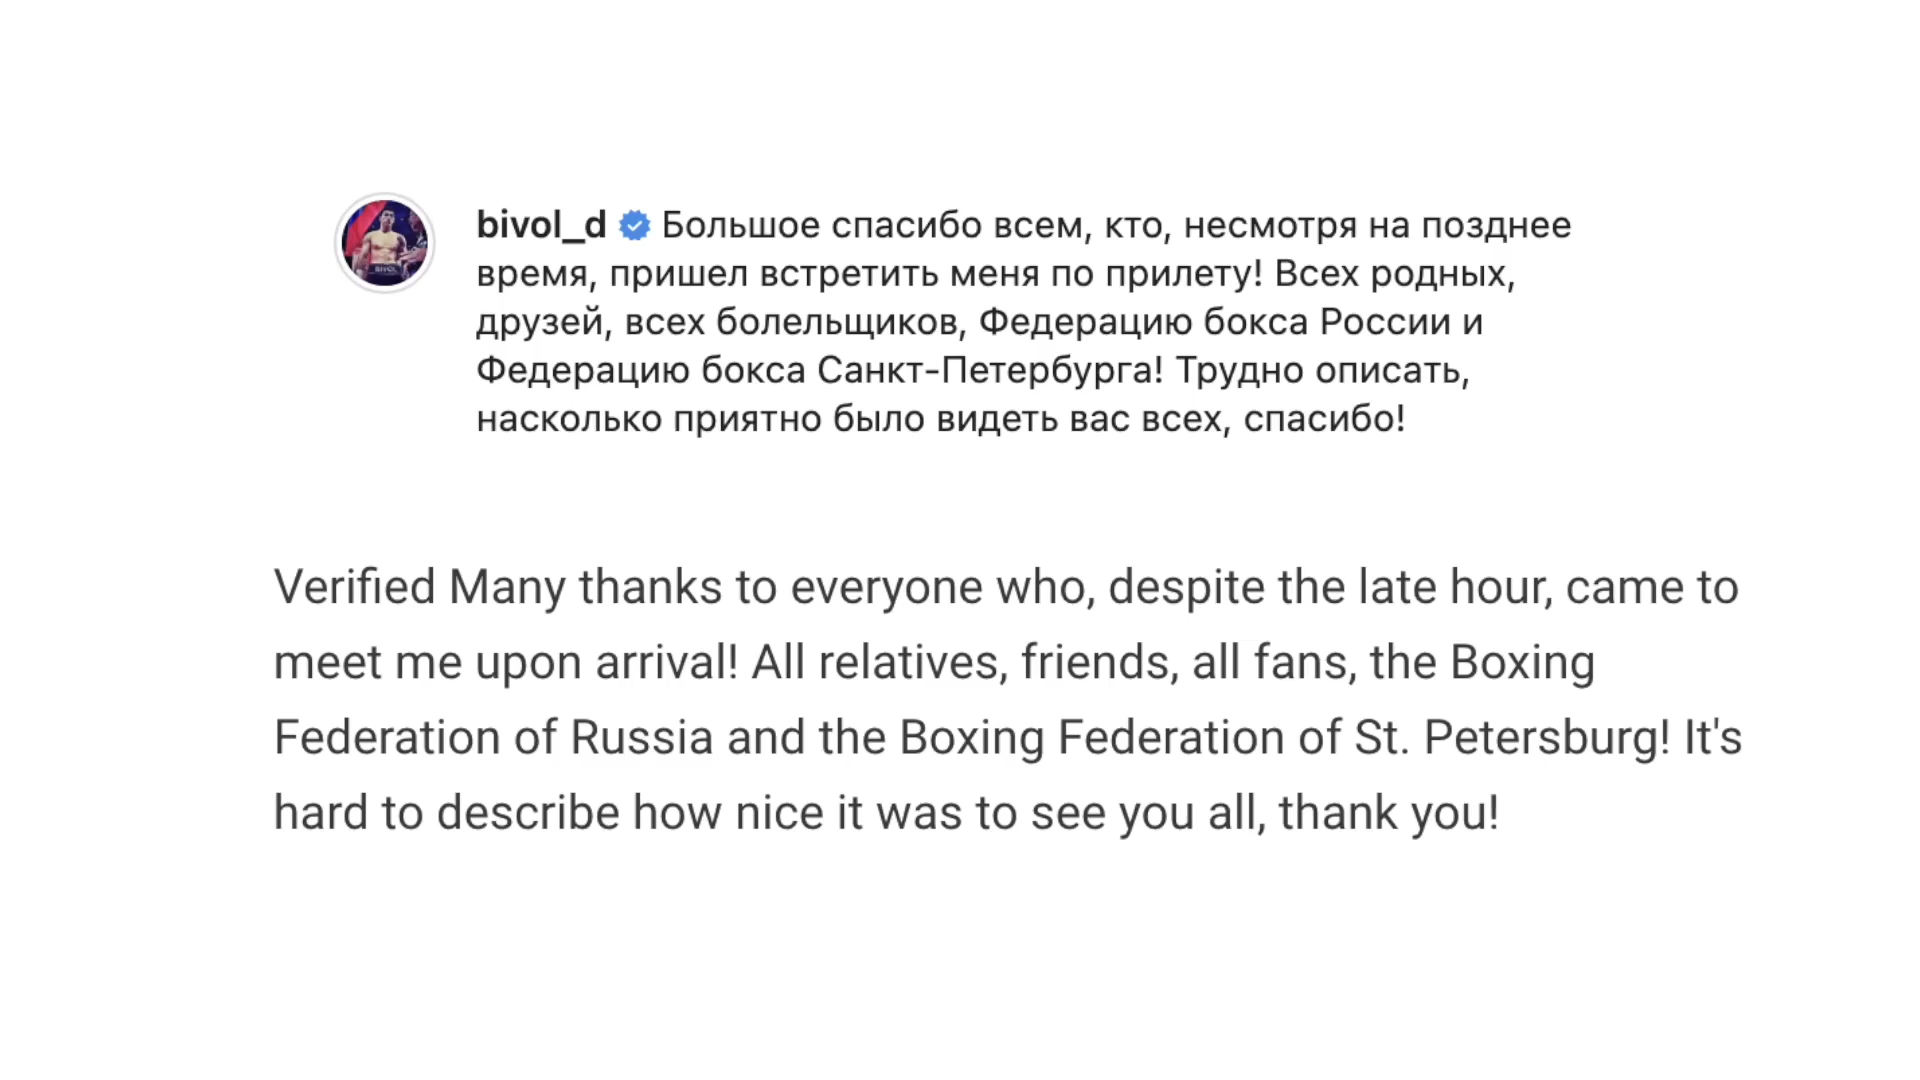 bivol_d Большое спасибо всем, кто, несмотря на позднее
время, пришел встретить меня по прилету! Всех родных,
друзей, всех болельщиков, Федерацию бокса России и
Федерацию бокса Санкт-Петербурга! Трудно описать,
насколько приятно было видеть вас всех, спасибо!
Verified Many thanks to everyone who, despite the late hour, came to
meet me upon arrival! All relatives, friends, all fans, the Boxing
Federation of Russia and the Boxing Federation of St. Petersburg! It's
hard to describe how nice it was to see you all, thank you!